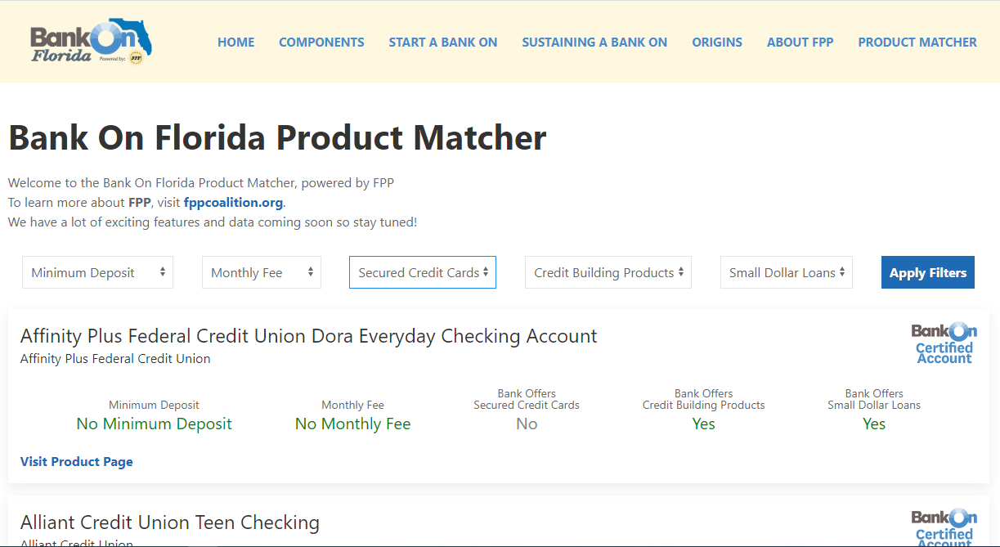 BankOn
Florida
Powered by: FPP
HOME COMPONENTS START A BANK ON SUSTAINING A BANK ON ORIGINS ABOUT FPP PRODUCT MATCHER
Bank On Florida Product Matcher
Welcome to the Bank On Florida Product Matcher, powered by FPP
To learn more about FPP, visit fppcoalition.org.
We have a lot of exciting features and data coming soon so stay tuned!
Minimum Deposit Monthly Fee Secured Credit Cards Credit Building Products Small Dollar Loans Apply Filters
Affinity Plus Federal Credit Union Dora Everyday Checking Account
Affinity Plus Federal Credit Union
BankOn
Certified
Account
Minimum Deposit
No Minimum Deposit
Monthly Fee
No Monthly Fee
Bank Offers
Secured Credit Cards
No
Bank Offers
Credit Building Products
Yes
Bank Offers
Small Dollar Loans
Yes
Visit Product Page
Alliant Credit Union Teen Checking
Alliant Credit Union
BankOn
Certified
Account